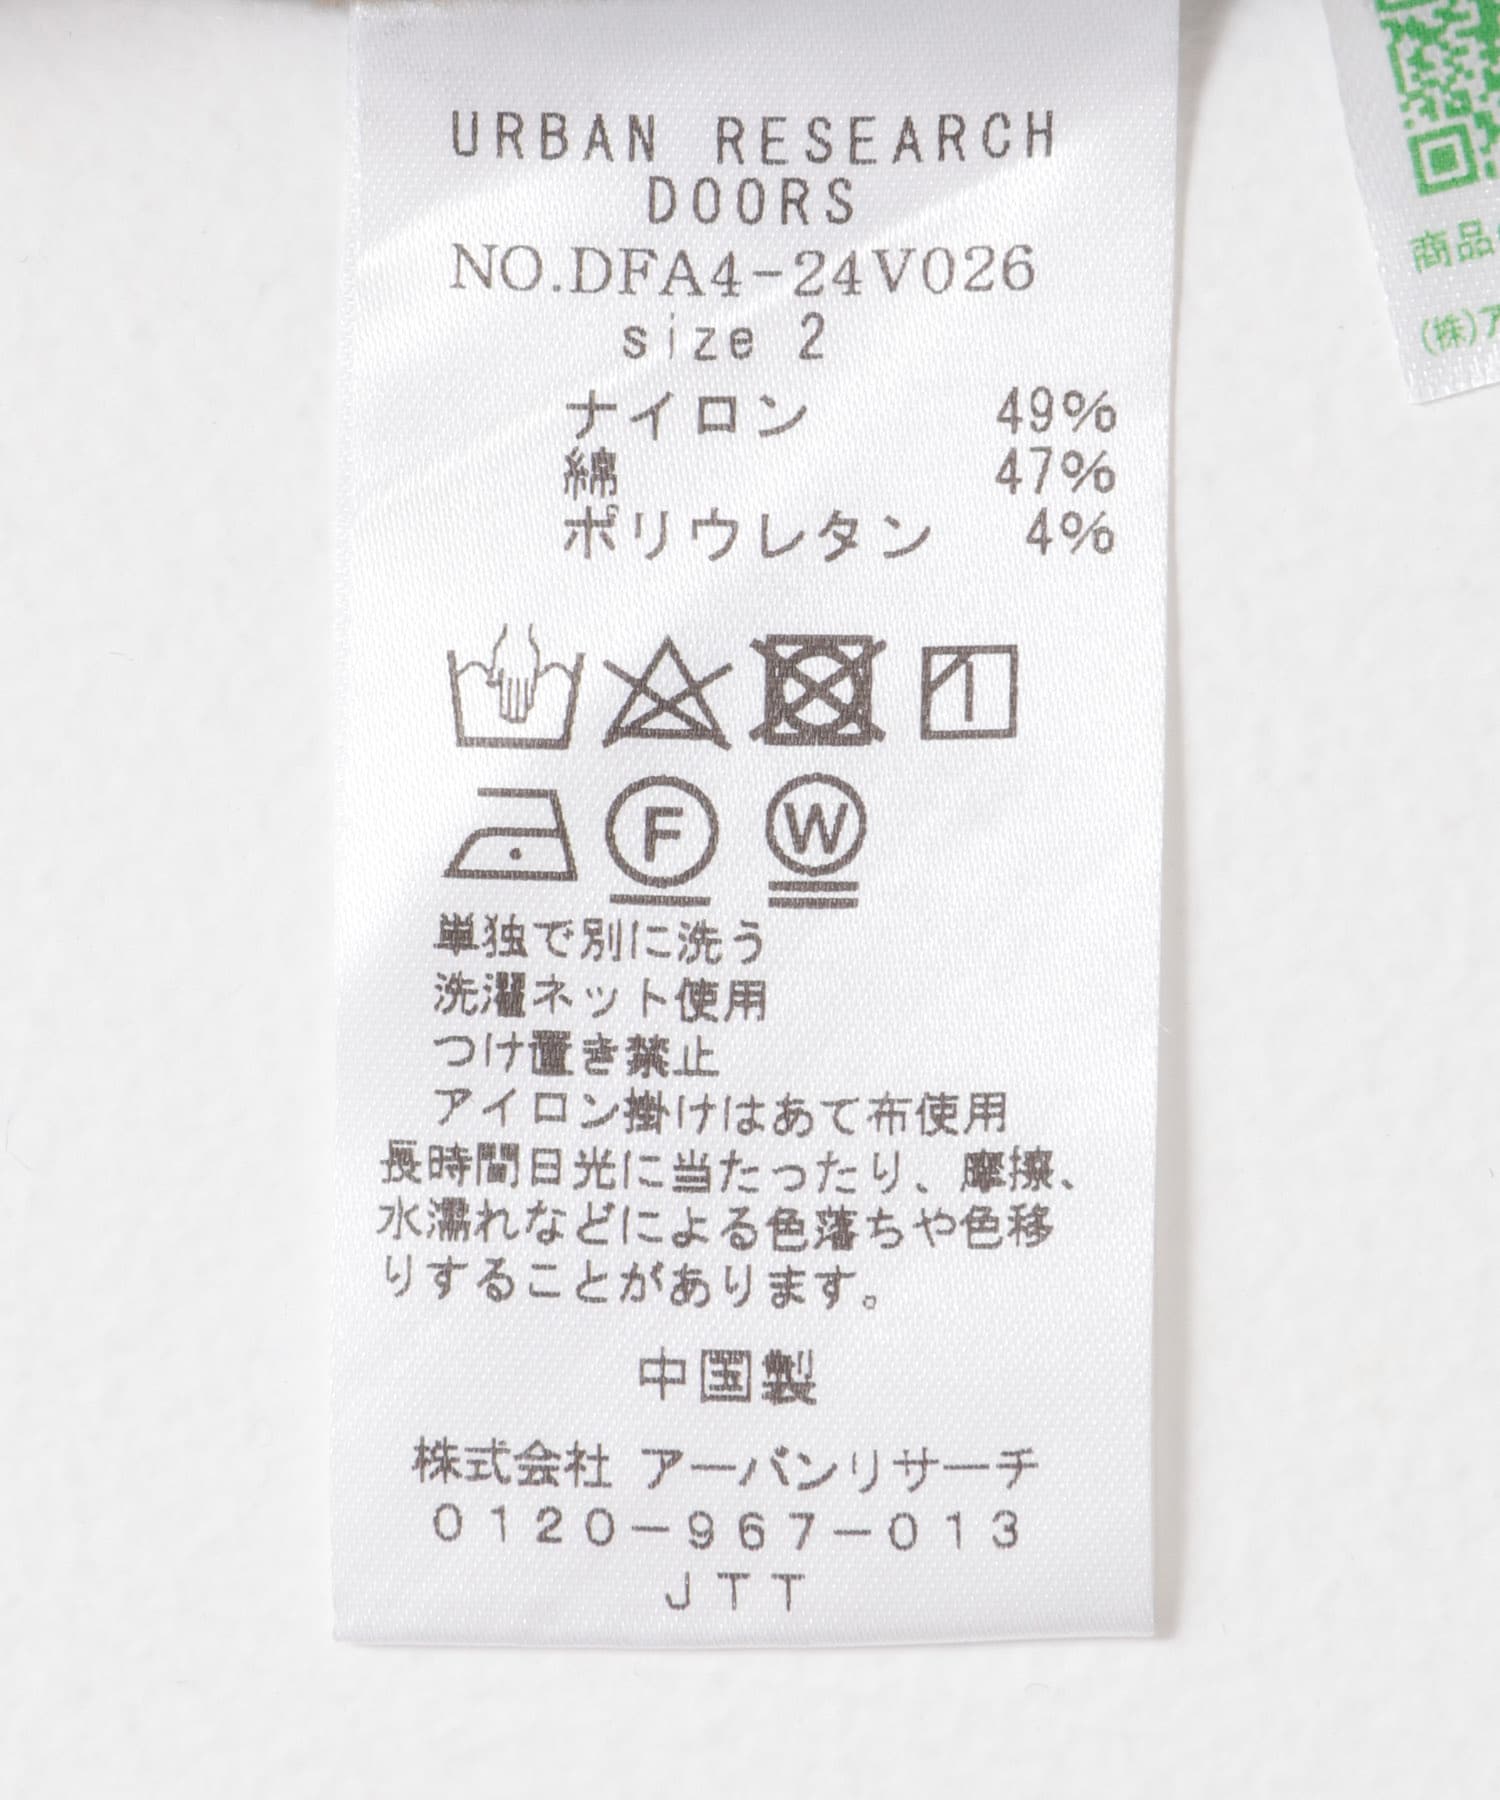 URBAN RESEARCH
DOORS
NO.DFA4-24V026
size 2
ナイロン 49%
綿 47%
ポリウレタン 4%
F W
単独で別に洗う
洗濯ネット使用
つけ置き禁止
アイロン掛けはあて布使用
長時間日光に当たったり、摩擦、
水濡れなどによる色落ちや色移
りすることがあります。
中国製
株式会社 アーバンリサーチ
0120-967-013
JTT
商品
(株)ア